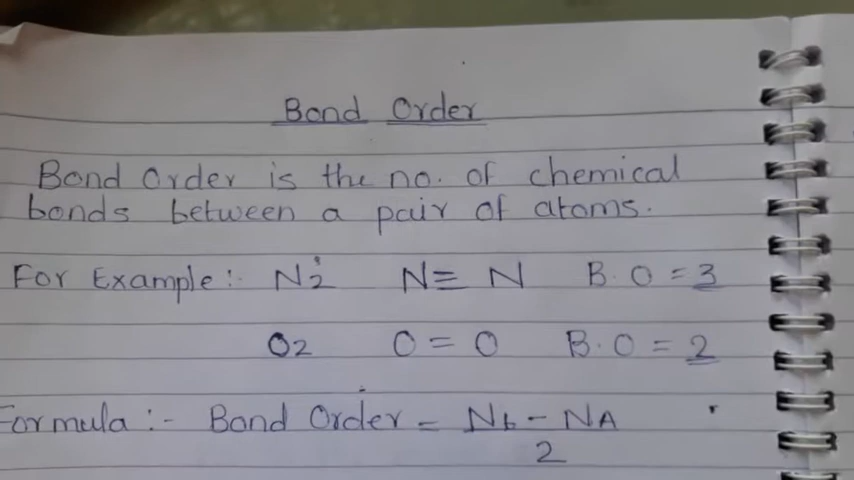 Bond Order
Bond Order is the no. of chemical
bonds between a pair of atoms.
For Example :- N2 N≡N B.O = 3
O2 O=O B.O = 2
Formula :- Bond Order = Nb - NA
2